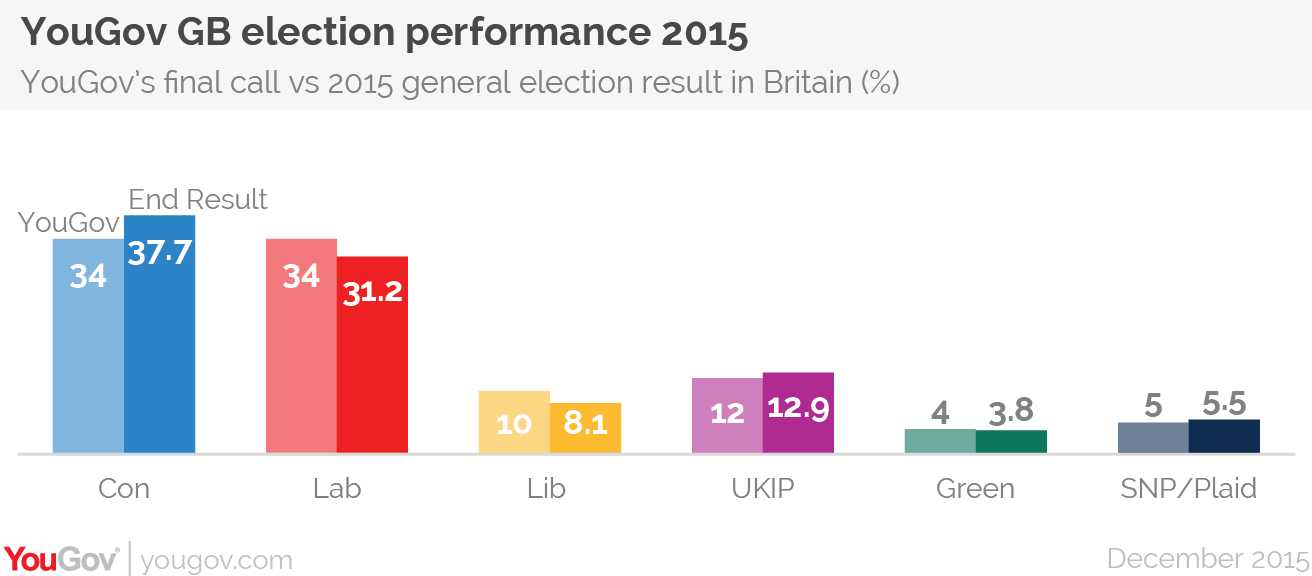 YouGov GB election performance 2015
YouGov's final call vs 2015 general election result in Britain (%)
End Result
YouGov
34
37.7
34
31.2
10
8.1
12
12.9
4
3.8
5
5.5
Con
Lab
Lib
UKIP
Green
SNP/Plaid
YouGov® yougov.com
December 2015